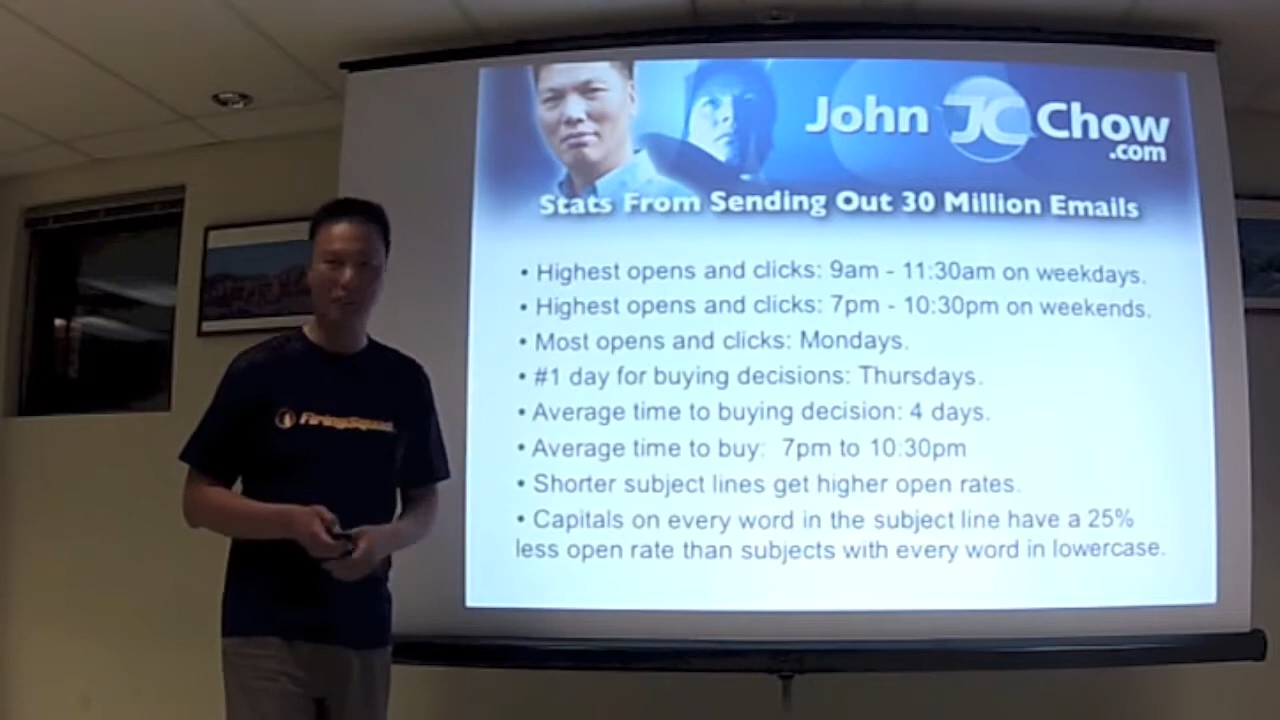 John JC Chow
.com
Stats From Sending Out 30 Million Emails
• Highest opens and clicks: 9am - 11:30am on weekdays.
• Highest opens and clicks: 7pm - 10:30pm on weekends.
• Most opens and clicks: Mondays.
• #1 day for buying decisions: Thursdays.
• Average time to buying decision: 4 days.
• Average time to buy:  7pm to 10:30pm
• Shorter subject lines get higher open rates.
• Capitals on every word in the subject line have a 25%
less open rate than subjects with every word in lowercase.
FiringSquad